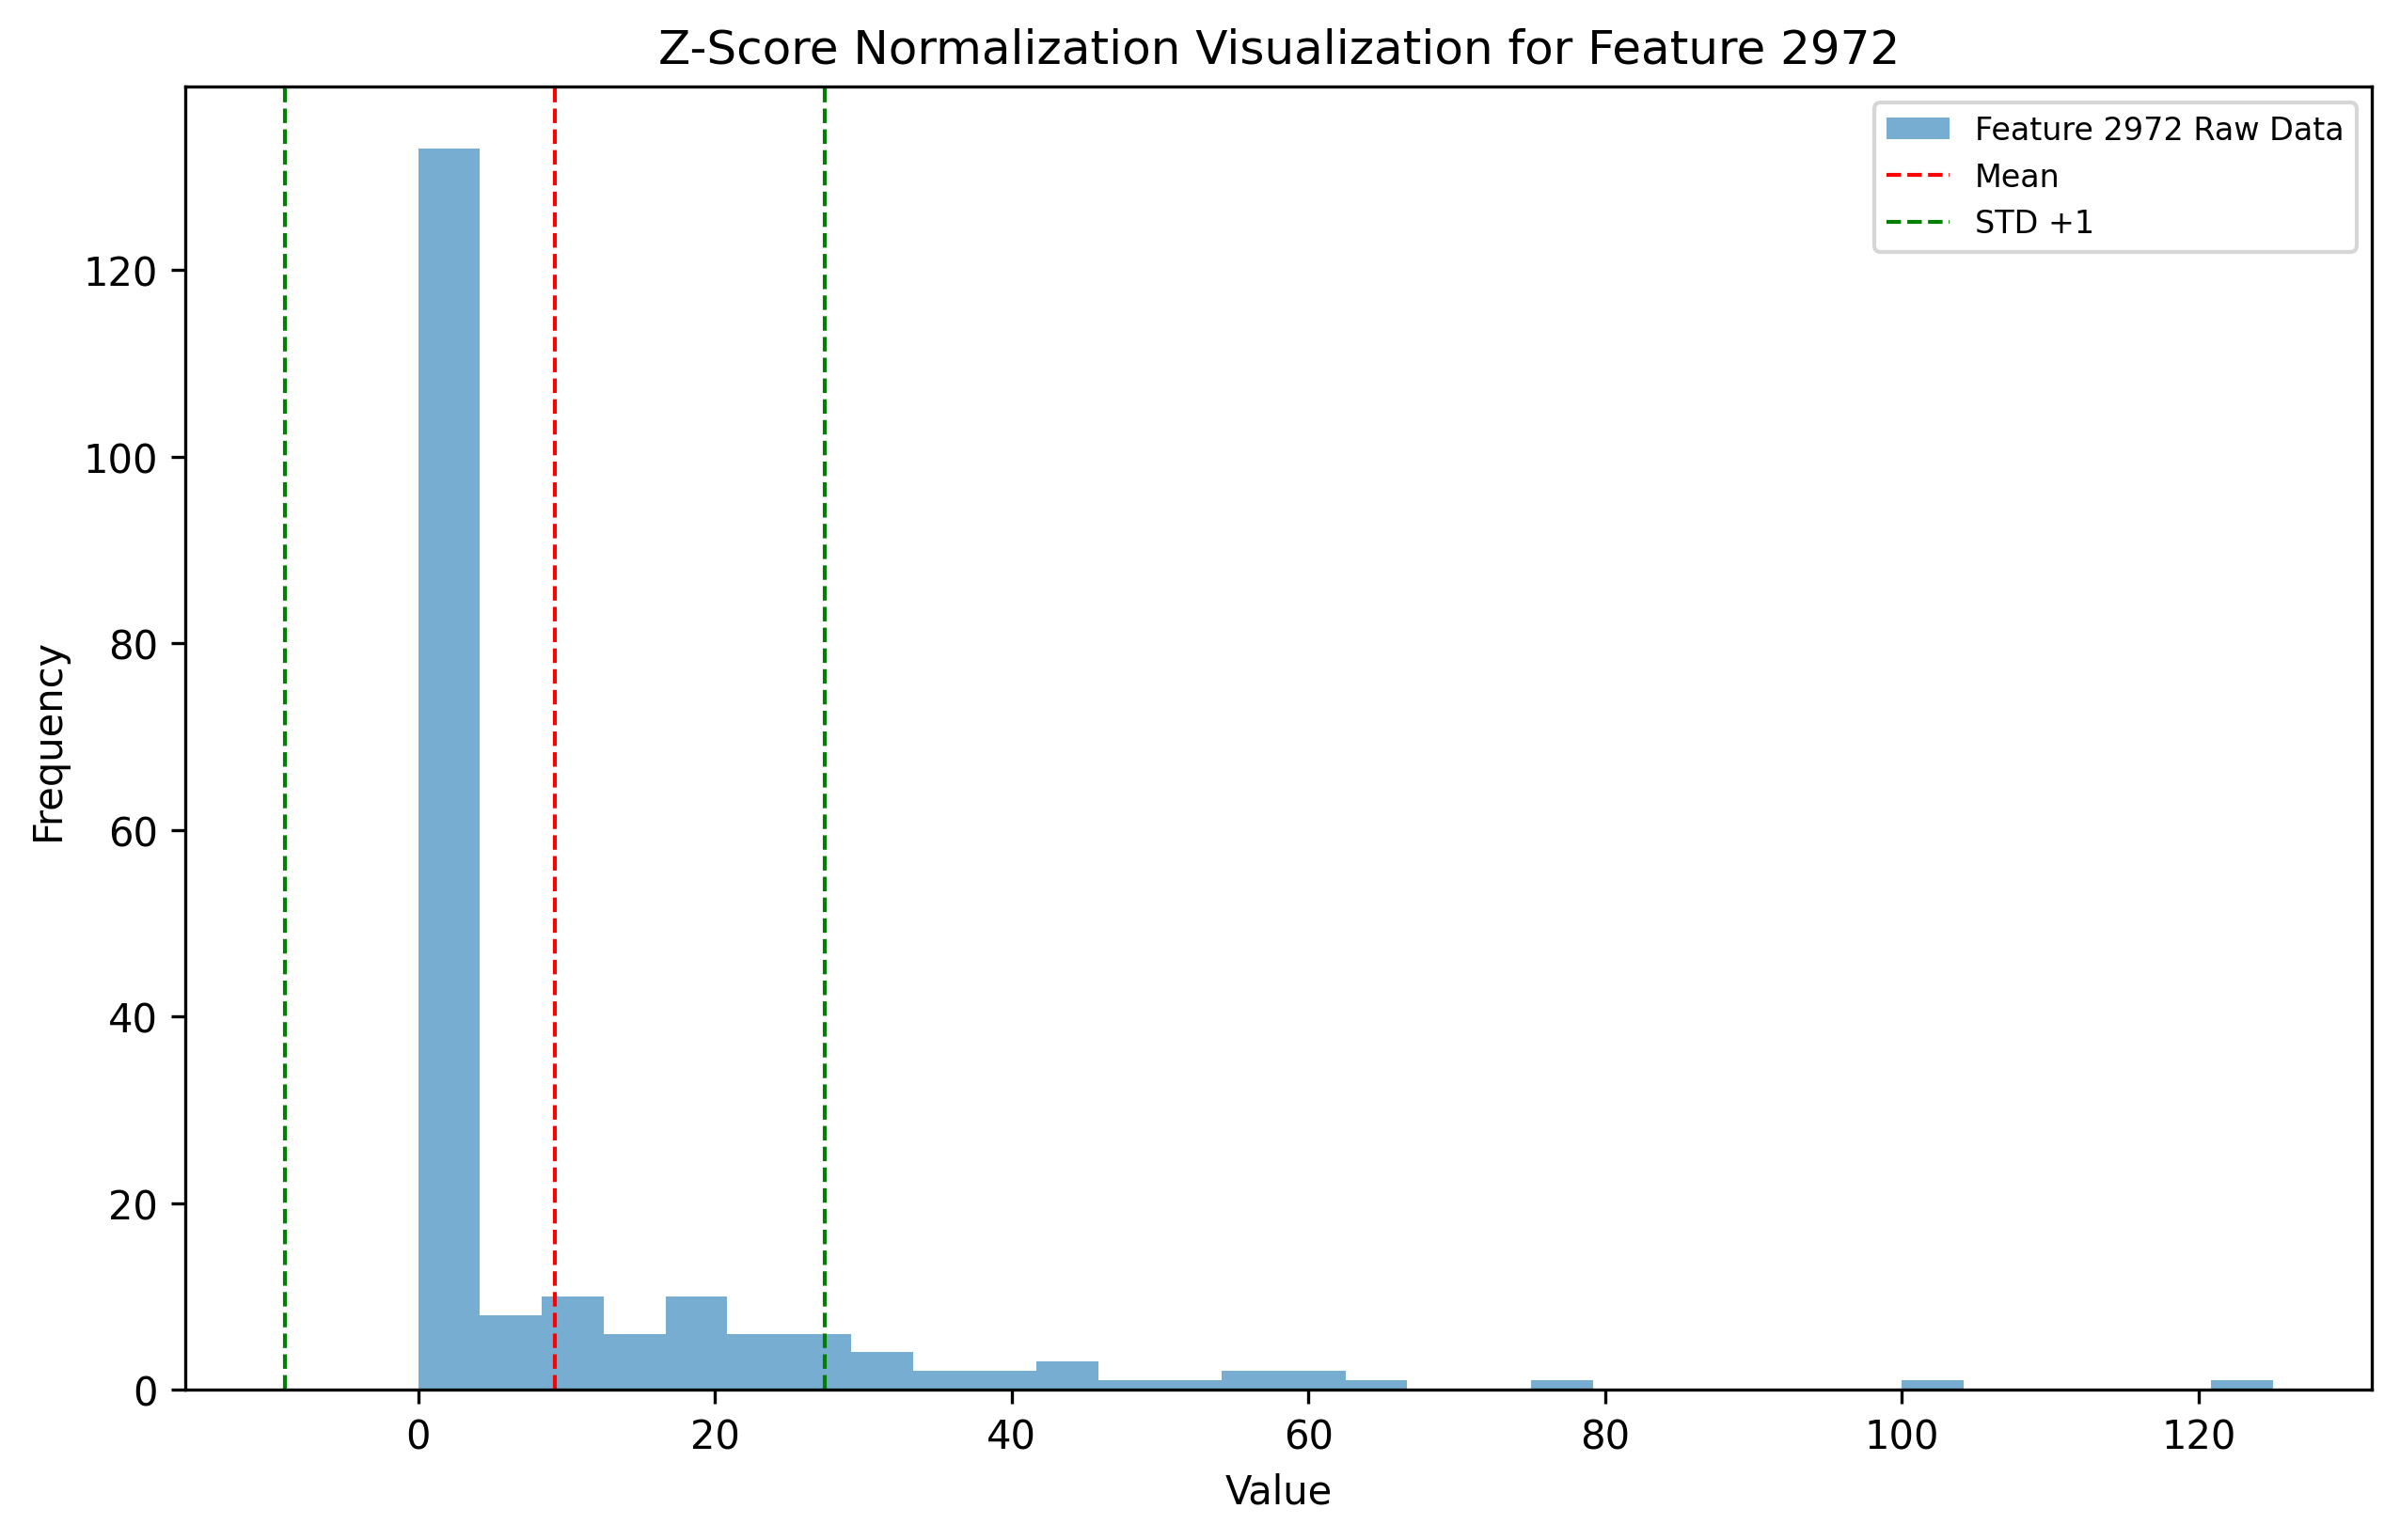 Z-Score Normalization Visualization for Feature 2972
Feature 2972 Raw Data
Mean
STD +1
120
100
80
60
40
20
0
Frequency
0 20 40 60 80 100 120
Value